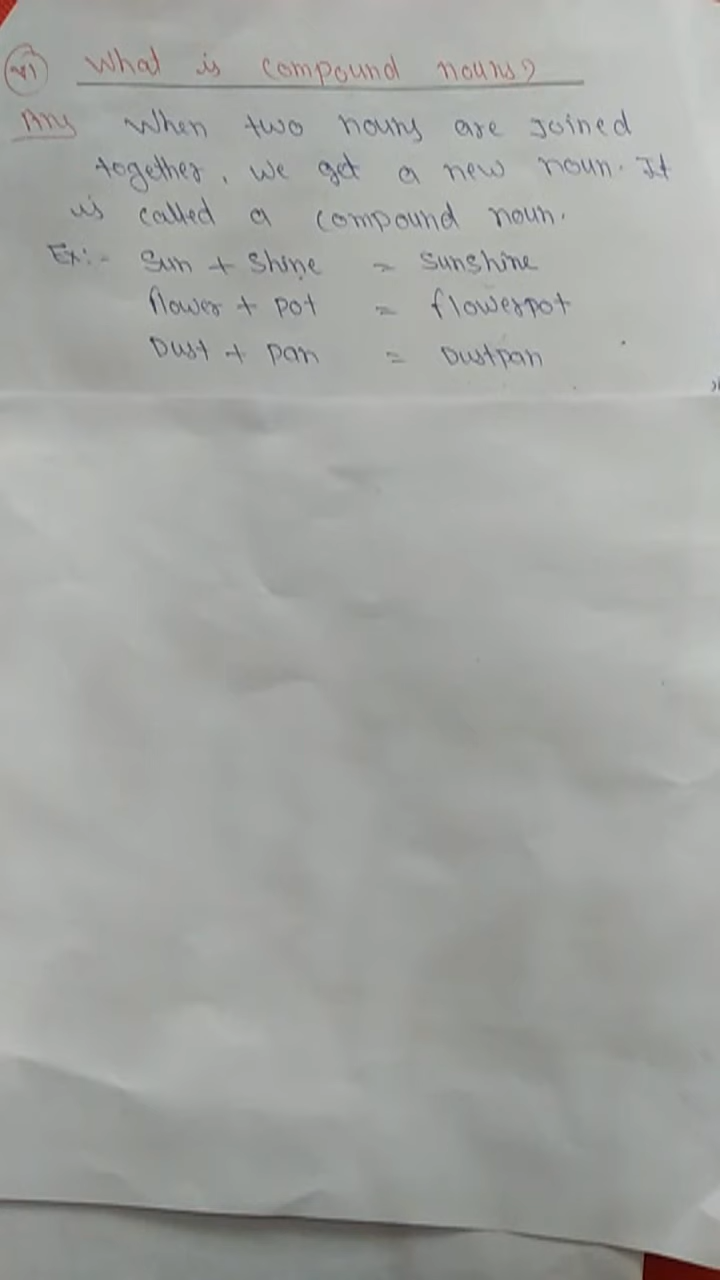 What is compound nouns?
Ans When two nouns are Joined
together, we get a new noun. It
is called a compound noun.
Ex:- Sun + Shine = Sunshine
flower + pot = flowerpot
Dust + pan = Dustpan